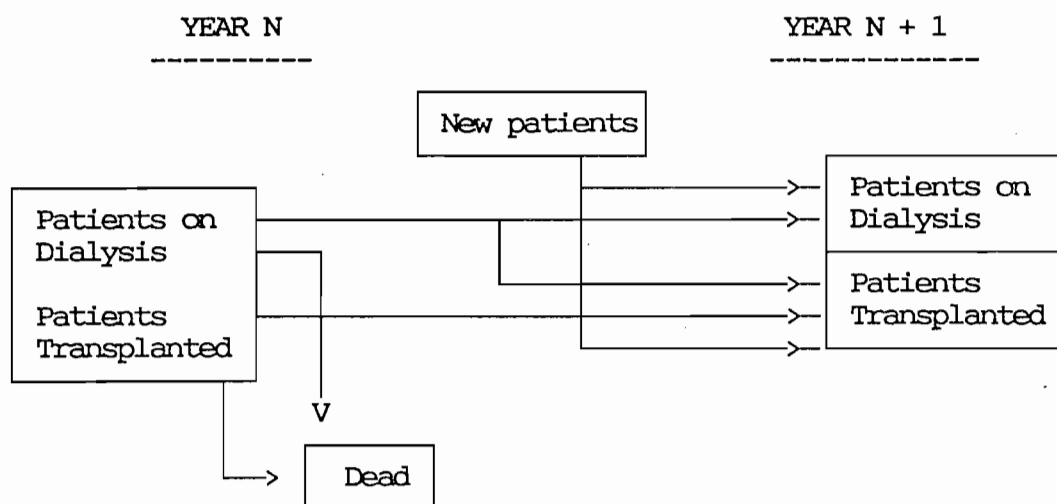 YEAR N
YEAR N + 1
New patients
Patients on
Dialysis
Patients
Transplanted
Patients on
Dialysis
Patients
Transplanted
V
Dead